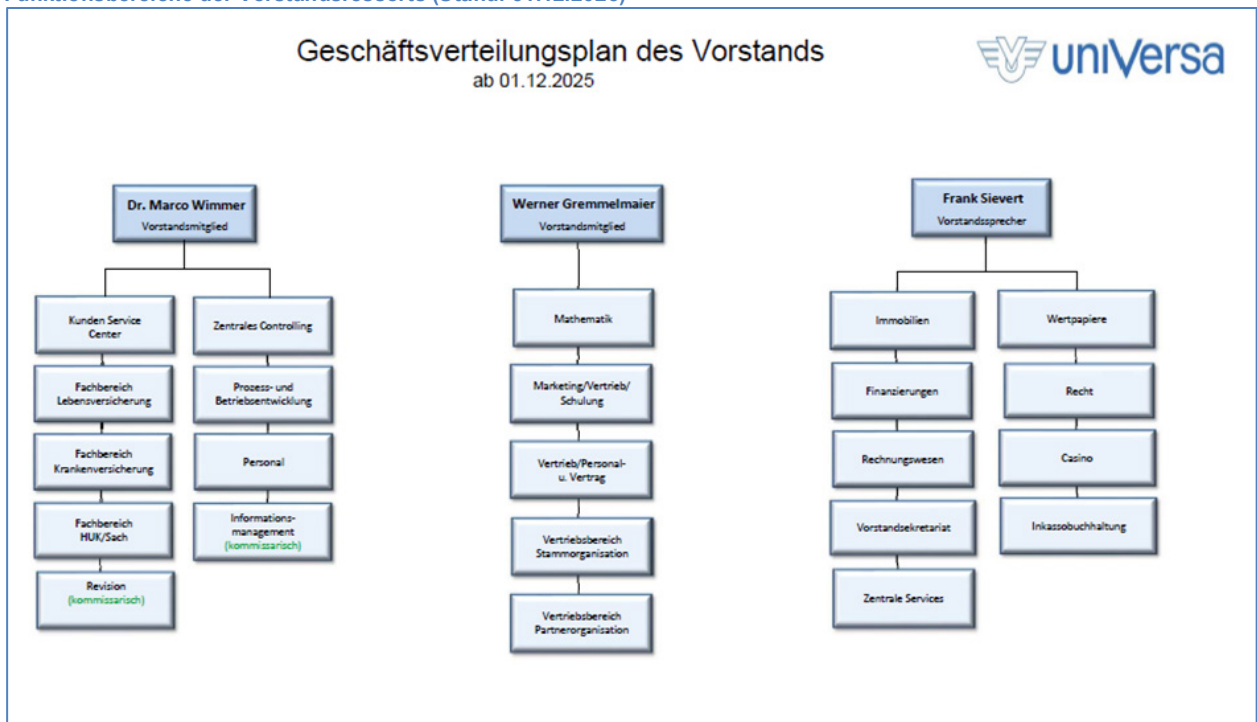 Geschäftsverteilungsplan des Vorstands
ab 01.12.2025
uniVersa
Dr. Marco Wimmer
Vorstandsmitglied
Kunden Service
Center
Fachbereich
Lebensversicherung
Fachbereich
Krankenversicherung
Fachbereich
HUK/Sach
Revision
(kommissarisch)
Zentrales Controlling
Prozess- und
Betriebsentwicklung
Personal
Informations-
management
(kommissarisch)
Werner Gremmelmaier
Vorstandsmitglied
Mathematik
Marketing/Vertrieb/
Schulung
Vertrieb/Personal-
u. Vertrag
Vertriebsbereich
Stammorganisation
Vertriebsbereich
Partnerorganisation
Frank Sievert
Vorstandssprecher
Immobilien
Finanzierungen
Rechnungswesen
Vorstandsekretariat
Zentrale Services
Wertpapiere
Recht
Casino
Inkassobuchhaltung